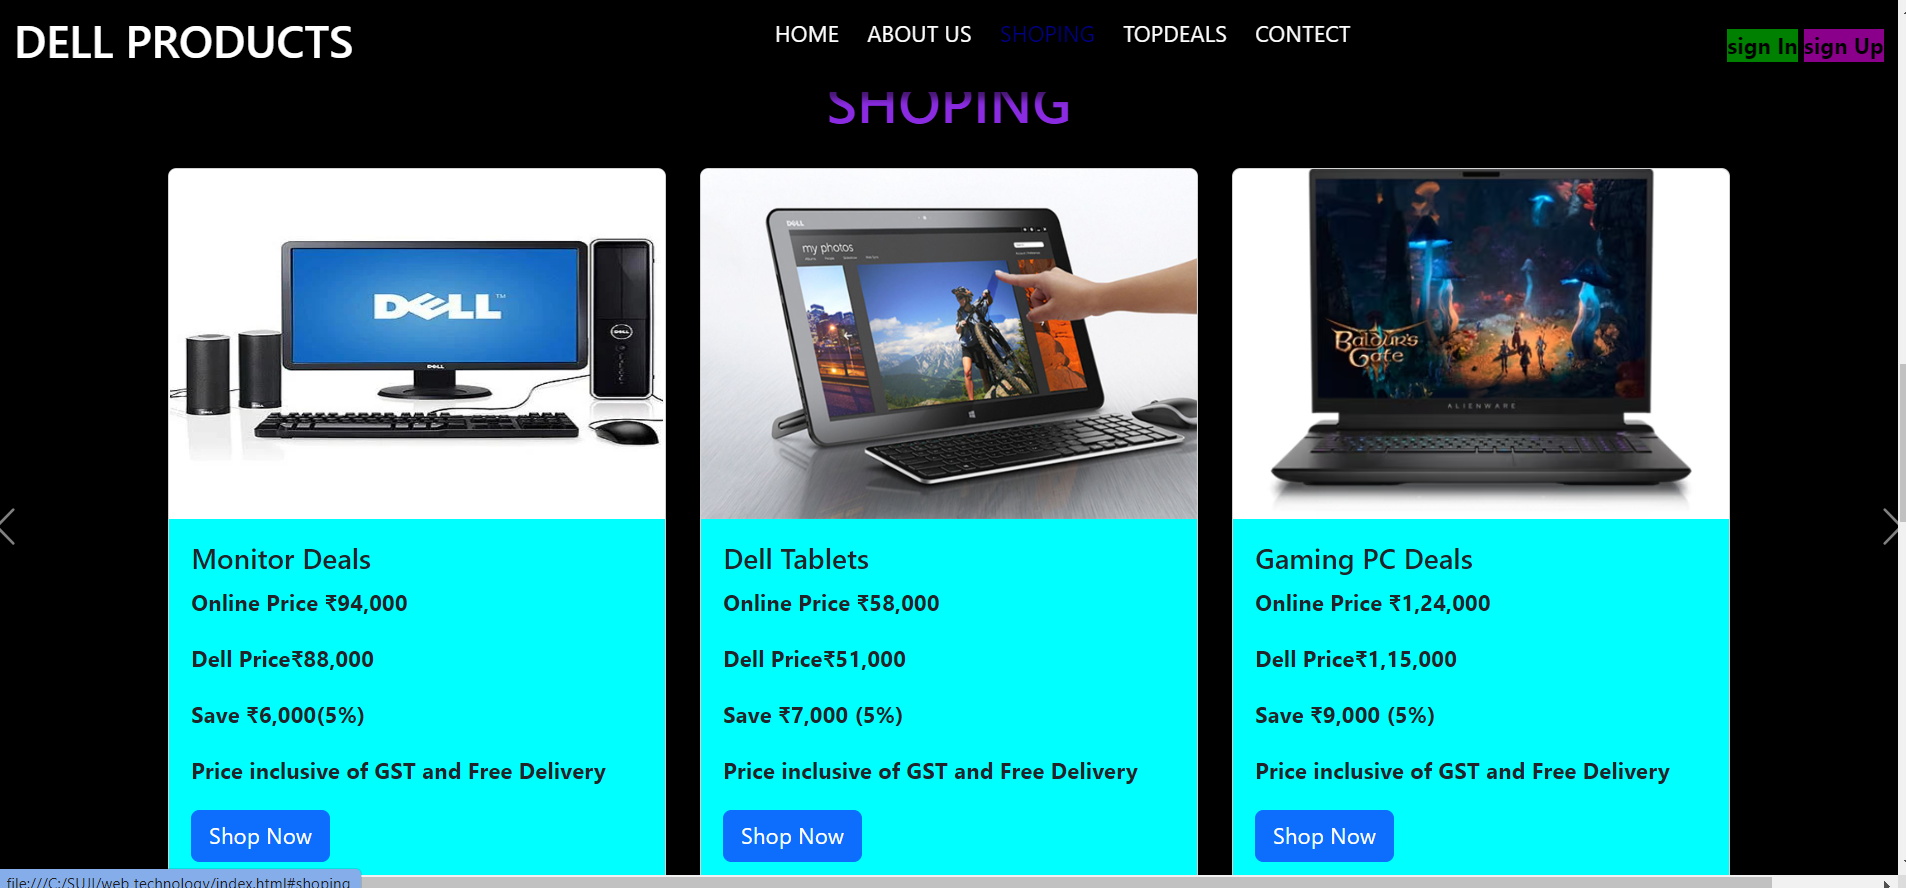 DELL PRODUCTS
HOME ABOUT US SHOPING TOPDEALS CONTECT
sign In sign Up
SHOPING
DELL™
DELL
DELL
DELL
my photos
BALDUR'S
GATE
ALIENWARE
Monitor Deals
Online Price ₹94,000
Dell Price₹88,000
Save ₹6,000(5%)
Price inclusive of GST and Free Delivery
Shop Now
Dell Tablets
Online Price ₹58,000
Dell Price₹51,000
Save ₹7,000 (5%)
Price inclusive of GST and Free Delivery
Shop Now
Gaming PC Deals
Online Price ₹1,24,000
Dell Price₹1,15,000
Save ₹9,000 (5%)
Price inclusive of GST and Free Delivery
Shop Now
file:///C:/SUJI/web technology/index.html#shoping